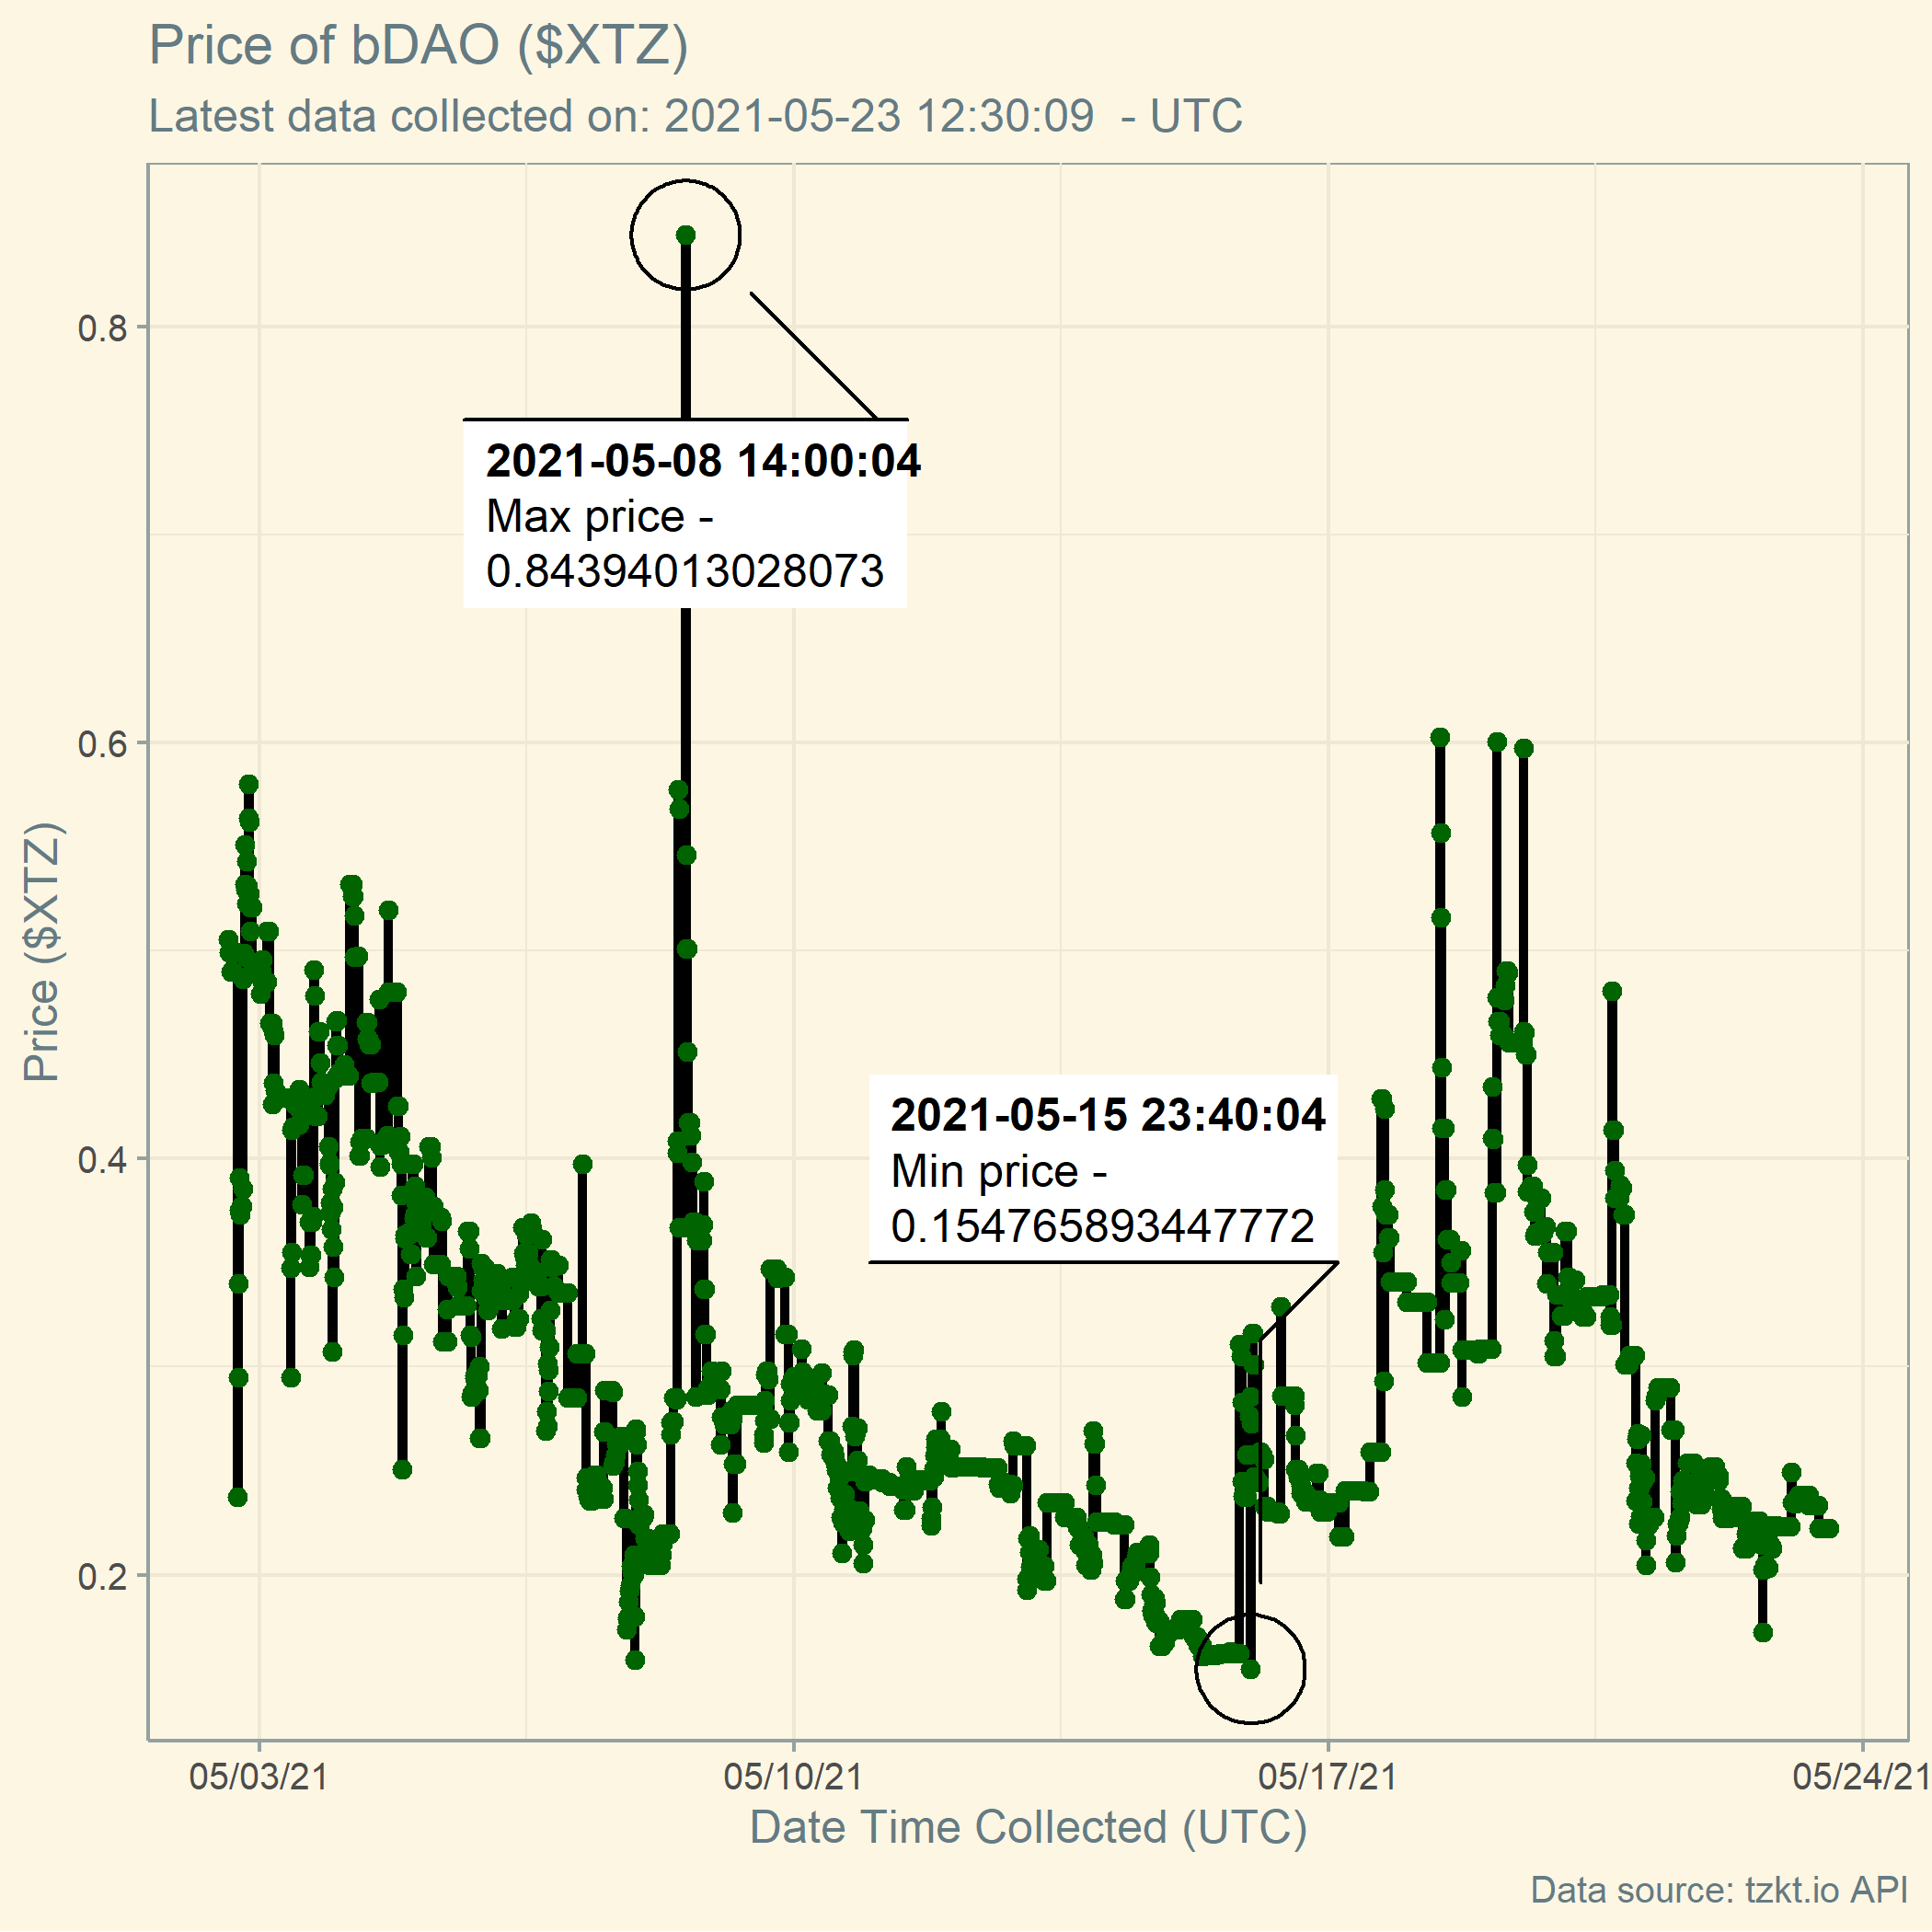 Price of bDAO ($XTZ)
Latest data collected on: 2021-05-23 12:30:09  - UTC
0.8
0.6
0.4
0.2
Price ($XTZ)
2021-05-08 14:00:04
Max price -
0.84394013028073
2021-05-15 23:40:04
Min price -
0.154765893447772
05/03/21
05/10/21
05/17/21
05/24/21
Date Time Collected (UTC)
Data source: tzkt.io API